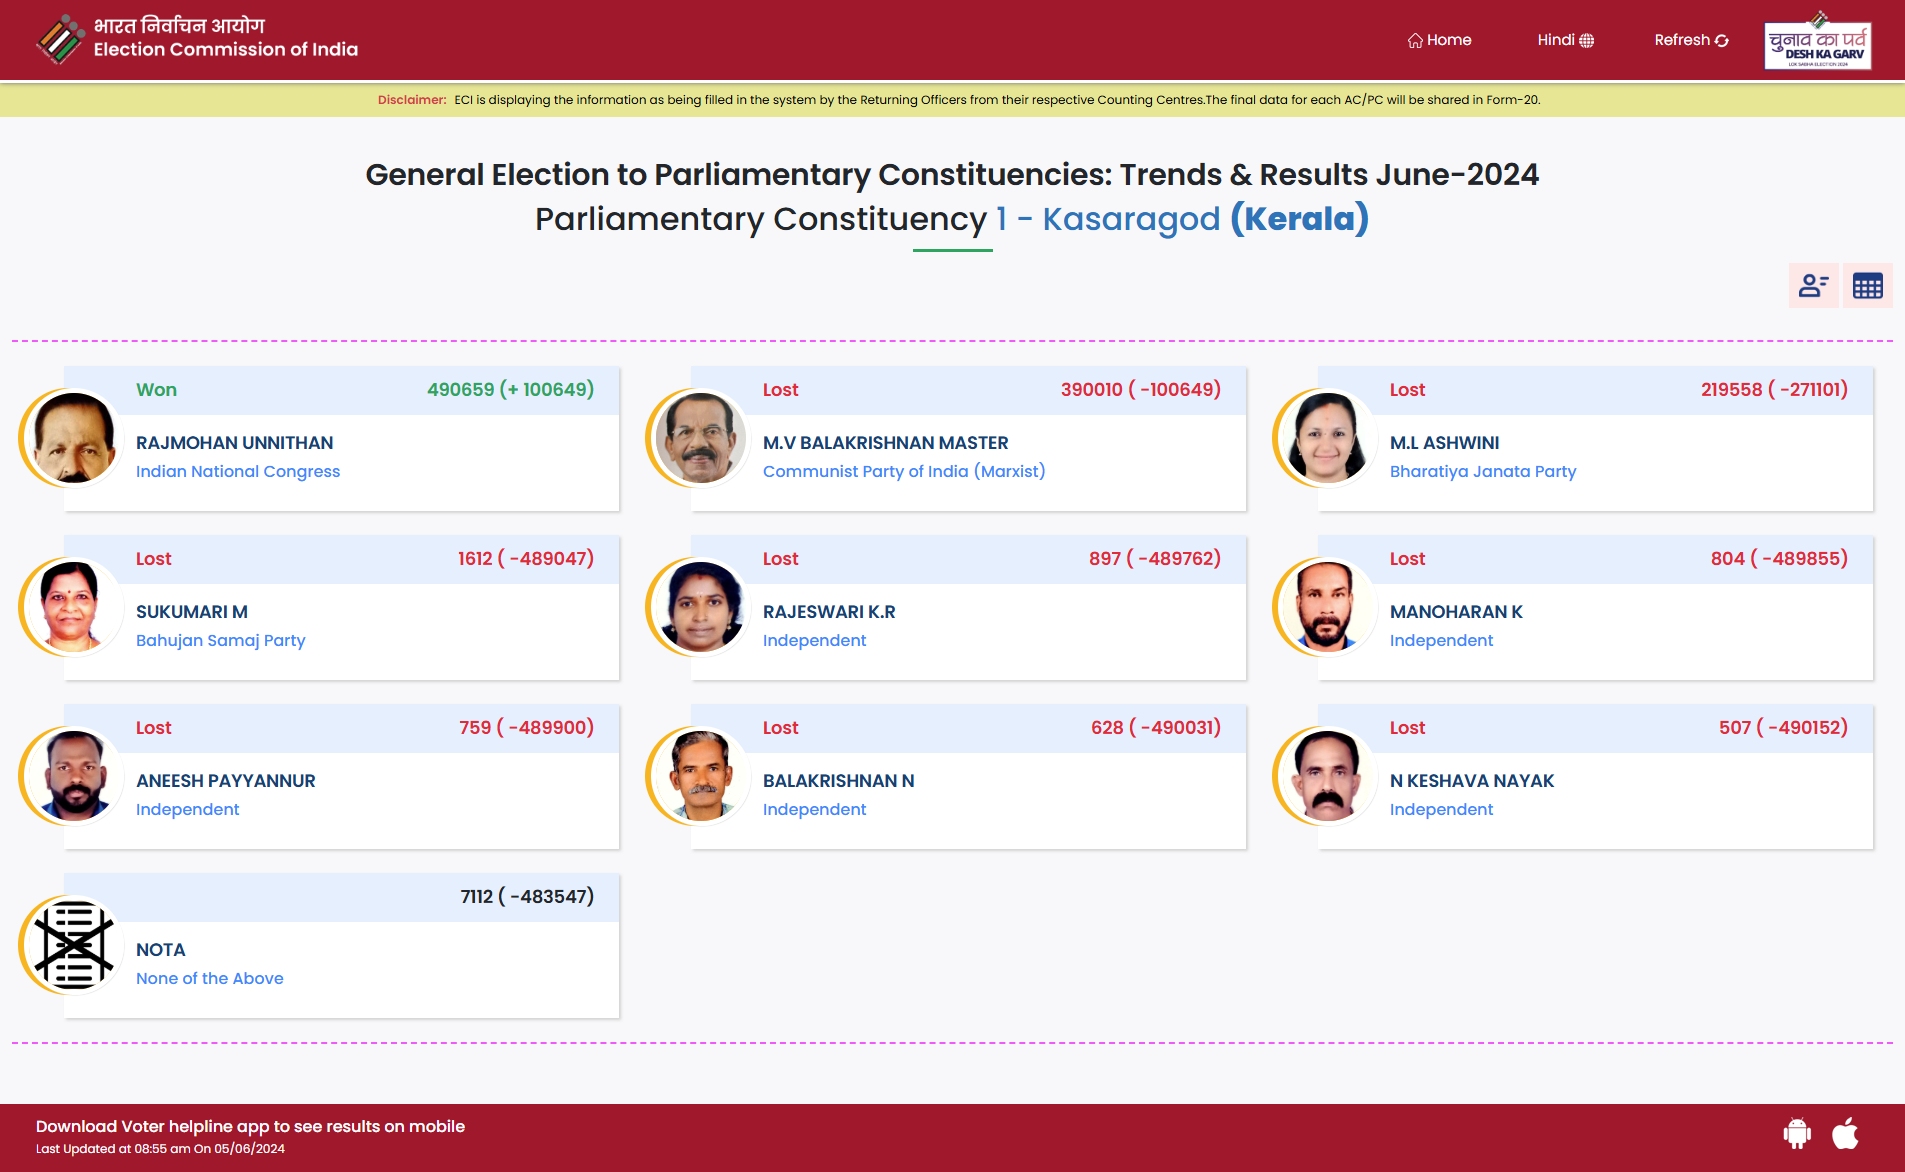 भारत निर्वाचन आयोग
Election Commission of India
Home
Hindi
Refresh
चुनाव का पर्व
DESH KA GARV
LOK SABHA ELECTION 2024
Disclaimer: ECI is displaying the information as being filled in the system by the Returning Officers from their respective Counting Centres.The final data for each AC/PC will be shared in Form-20.
General Election to Parliamentary Constituencies: Trends & Results June-2024
Parliamentary Constituency 1 - Kasaragod (Kerala)
Won 490659 (+ 100649)
RAJMOHAN UNNITHAN
Indian National Congress
Lost 390010 ( -100649)
M.V BALAKRISHNAN MASTER
Communist Party of India (Marxist)
Lost 219558 ( -271101)
M.L ASHWINI
Bharatiya Janata Party
Lost 1612 ( -489047)
SUKUMARI M
Bahujan Samaj Party
Lost 897 ( -489762)
RAJESWARI K.R
Independent
Lost 804 ( -489855)
MANOHARAN K
Independent
Lost 759 ( -489900)
ANEESH PAYYANNUR
Independent
Lost 628 ( -490031)
BALAKRISHNAN N
Independent
Lost 507 ( -490152)
N KESHAVA NAYAK
Independent
7112 ( -483547)
NOTA
None of the Above
Download Voter helpline app to see results on mobile
Last Updated at 08:55 am On 05/06/2024